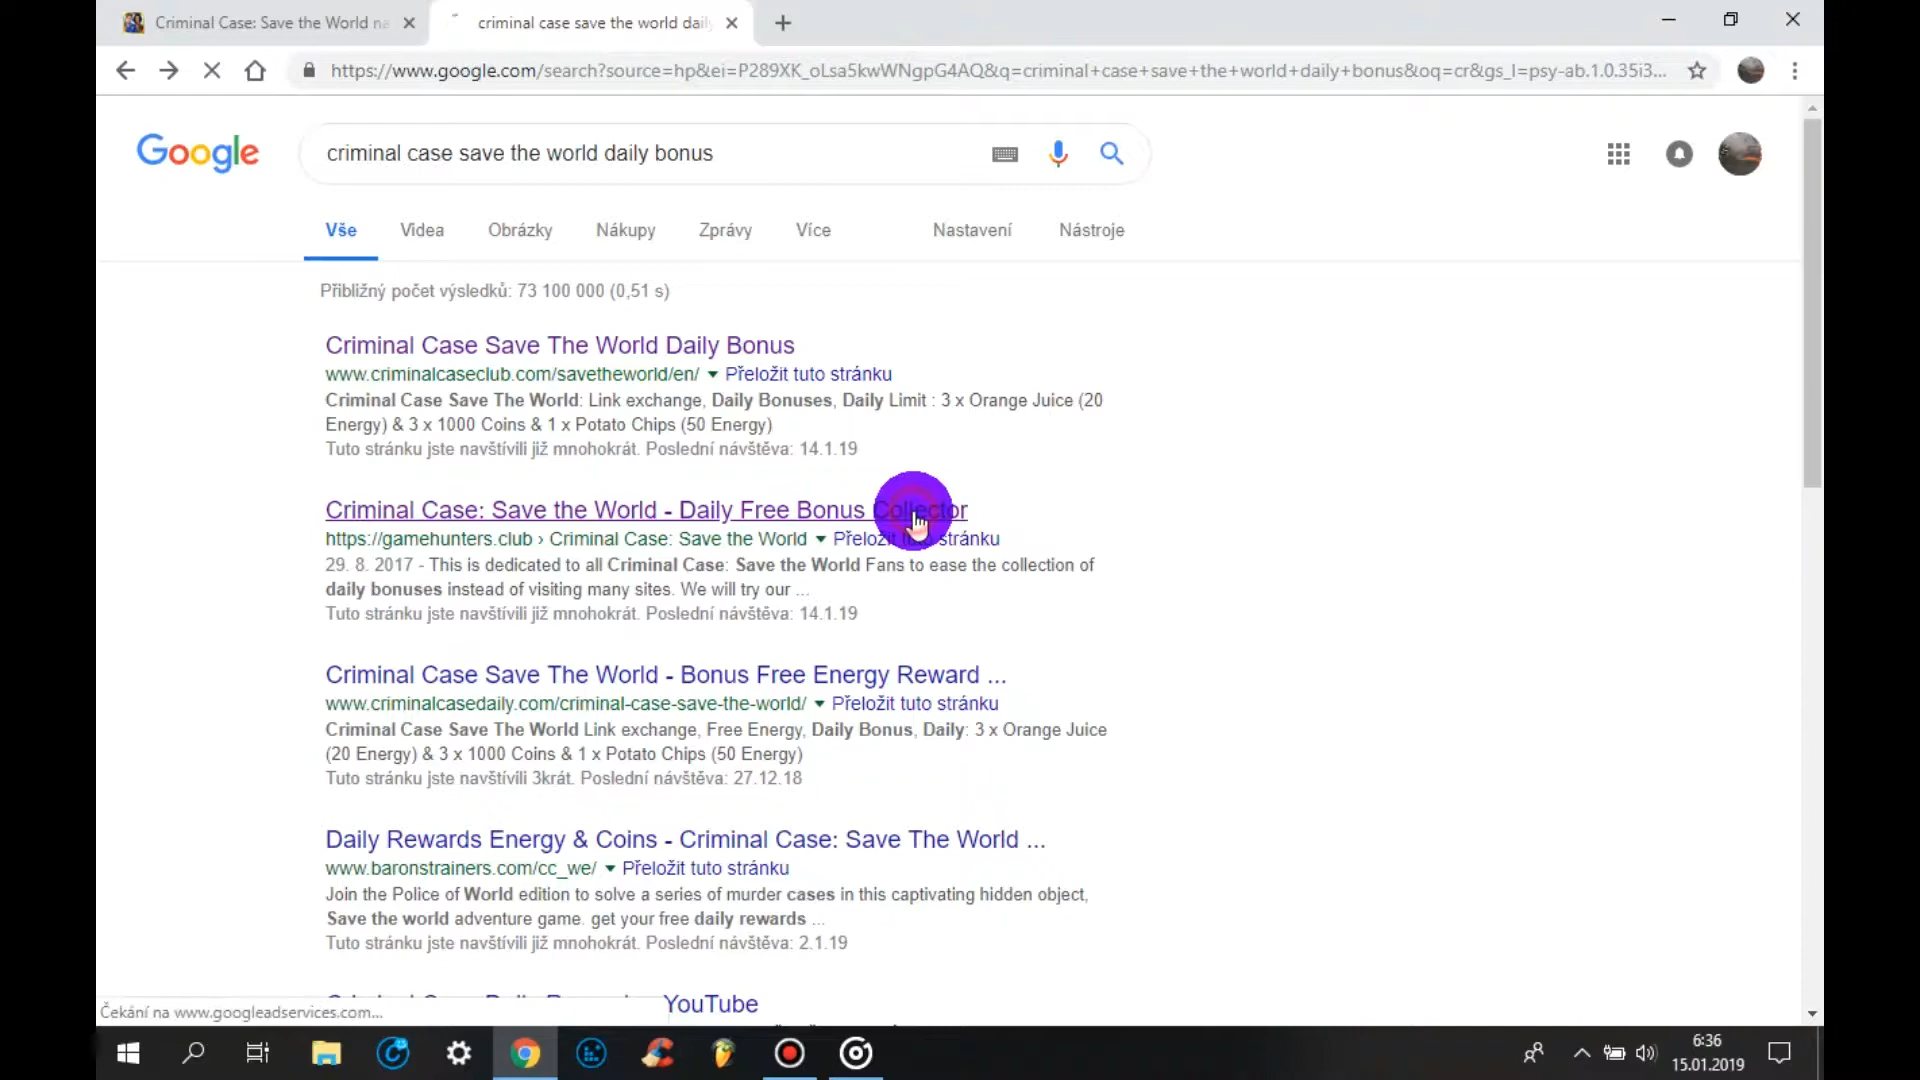 Criminal Case: Save the World na
criminal case save the world daily
https://www.google.com/search?source=hp&ei=P289XK_oLsa5kwWNgpG4AQ&q=criminal+case+save+the+world+daily+bonus&oq=cr&gs_l=psy-ab.1.0.35i3...
Google
criminal case save the world daily bonus
Vše Videa Obrázky Nákupy Zprávy Více Nastavení Nástroje
Přibližný počet výsledků: 73 100 000 (0,51 s)
Criminal Case Save The World Daily Bonus
www.criminalcaseclub.com/savetheworld/en/ Přeložit tuto stránku
Criminal Case Save The World: Link exchange, Daily Bonuses, Daily Limit : 3 x Orange Juice (20
Energy) & 3 x 1000 Coins & 1 x Potato Chips (50 Energy)
Tuto stránku jste navštívili již mnohokrát. Poslední návštěva: 14.1.19
Criminal Case: Save the World - Daily Free Bonus Collector
https://gamehunters.club › Criminal Case: Save the World Přeložit tuto stránku
29. 8. 2017 - This is dedicated to all Criminal Case: Save the World Fans to ease the collection of
daily bonuses instead of visiting many sites. We will try our ...
Tuto stránku jste navštívili již mnohokrát. Poslední návštěva: 14.1.19
Criminal Case Save The World - Bonus Free Energy Reward ...
www.criminalcasedaily.com/criminal-case-save-the-world/ Přeložit tuto stránku
Criminal Case Save The World Link exchange, Free Energy, Daily Bonus, Daily: 3 x Orange Juice
(20 Energy) & 3 x 1000 Coins & 1 x Potato Chips (50 Energy)
Tuto stránku jste navštívili 3krát. Poslední návštěva: 27.12.18
Daily Rewards Energy & Coins - Criminal Case: Save The World ...
www.baronstrainers.com/cc_we/ Přeložit tuto stránku
Join the Police of World edition to solve a series of murder cases in this captivating hidden object,
Save the world adventure game. get your free daily rewards ...
Tuto stránku jste navštívili již mnohokrát. Poslední návštěva: 2.1.19
YouTube
Čekání na www.googleadservices.com...
6:36
15.01.2019